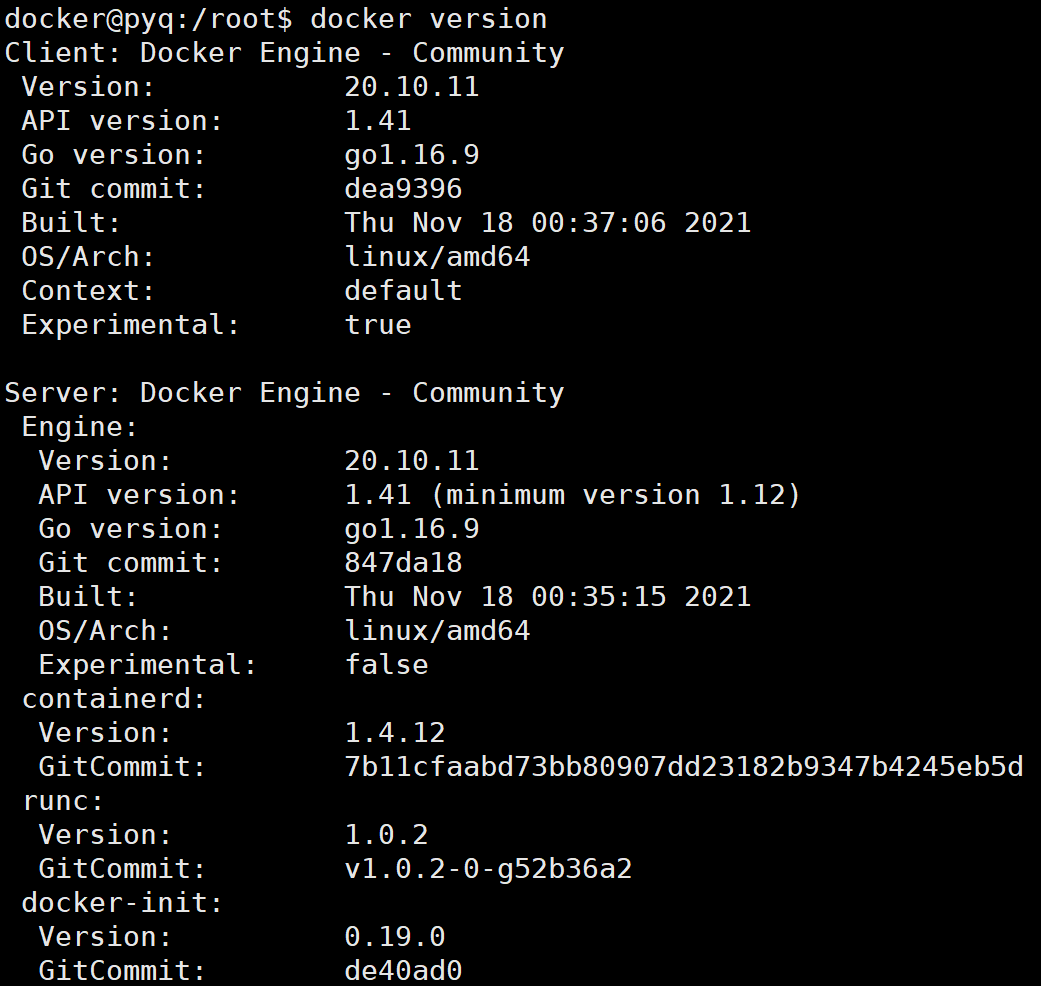 docker@pyq:/root$ docker version
Client: Docker Engine - Community
 Version:           20.10.11
 API version:       1.41
 Go version:        go1.16.9
 Git commit:        dea9396
 Built:             Thu Nov 18 00:37:06 2021
 OS/Arch:           linux/amd64
 Context:           default
 Experimental:      true

Server: Docker Engine - Community
 Engine:
  Version:          20.10.11
  API version:      1.41 (minimum version 1.12)
  Go version:       go1.16.9
  Git commit:       847da18
  Built:            Thu Nov 18 00:35:15 2021
  OS/Arch:          linux/amd64
  Experimental:     false
 containerd:
  Version:          1.4.12
  GitCommit:        7b11cfaabd73bb80907dd23182b9347b4245eb5d
 runc:
  Version:          1.0.2
  GitCommit:        v1.0.2-0-g52b36a2
 docker-init:
  Version:          0.19.0
  GitCommit:        de40ad0